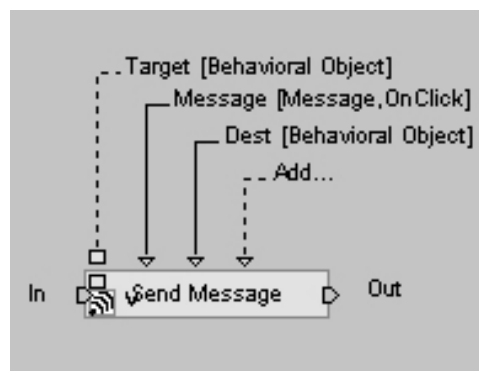 Target [Behavioral Object]
Message [Message,OnClick]
Dest [Behavioral Object]
Add...
In
Send Message
Out